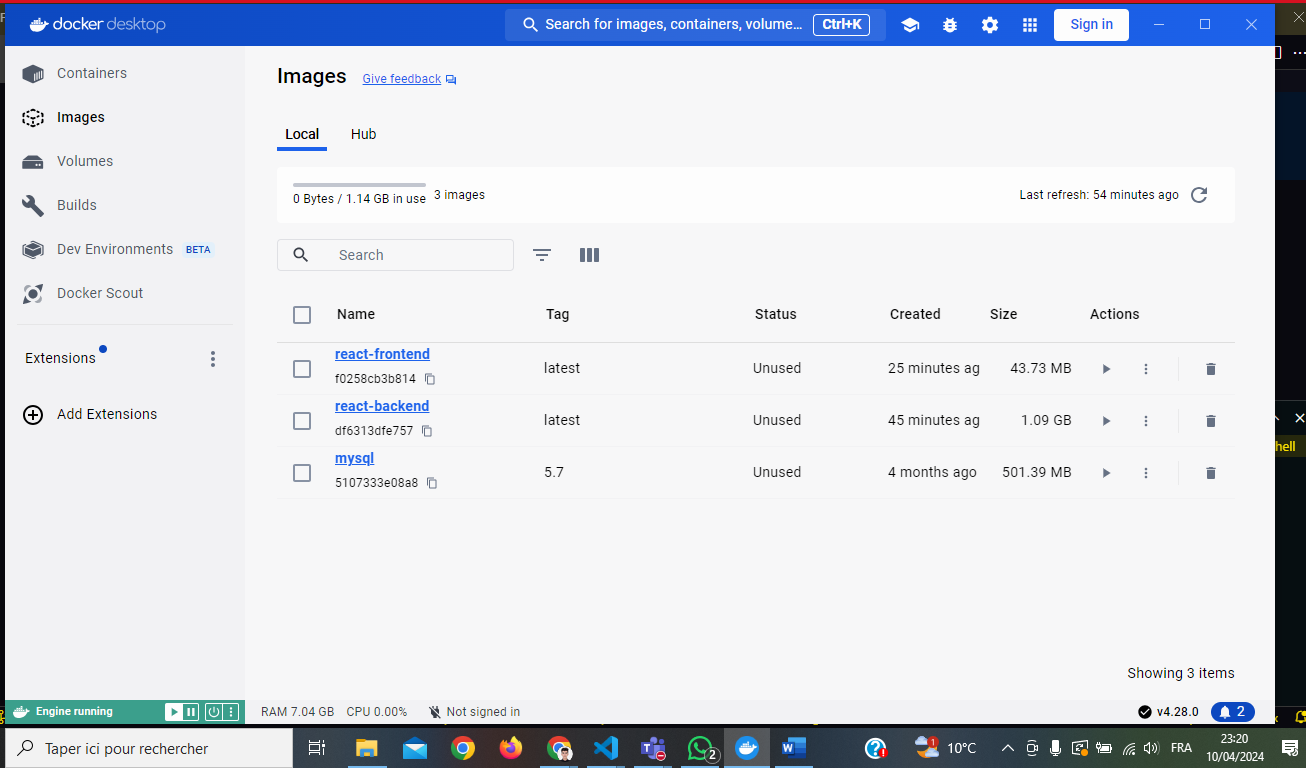 docker desktop
Search for images, containers, volume... Ctrl+K
Sign in
Containers
Images
Volumes
Builds
Dev Environments BETA
Docker Scout
Extensions
Add Extensions
Images Give feedback
Local Hub
0 Bytes / 1.14 GB in use 3 images
Last refresh: 54 minutes ago
Search
Name Tag Status Created Size Actions
react-frontend
f0258cb3b814
latest Unused 25 minutes ag 43.73 MB
react-backend
df6313dfe757
latest Unused 45 minutes ag 1.09 GB
mysql
5107333e08a8
5.7 Unused 4 months ago 501.39 MB
Showing 3 items
hell
Engine running
RAM 7.04 GB CPU 0.00% Not signed in
v4.28.0 2
Taper ici pour rechercher
2
1
10°C
FRA
23:20
10/04/2024